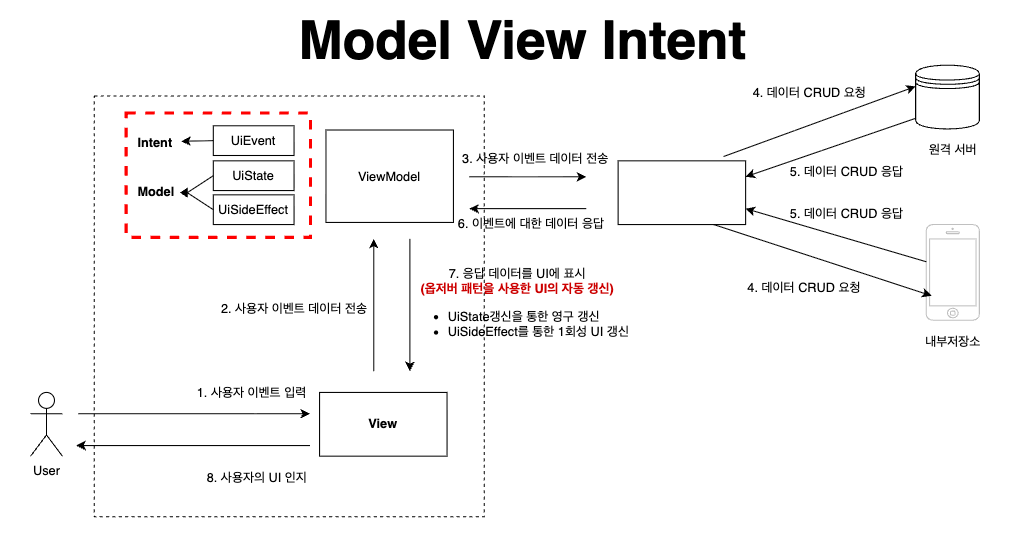 Model View Intent
4. 데이터 CRUD 요청
원격 서버
Intent
UiEvent
UiState
Model
UiSideEffect
ViewModel
3. 사용자 이벤트 데이터 전송
5. 데이터 CRUD 응답
5. 데이터 CRUD 응답
6. 이벤트에 대한 데이터 응답
7. 응답 데이터를 UI에 표시
(옵저버 패턴을 사용한 UI의 자동 갱신)
4. 데이터 CRUD 요청
2. 사용자 이벤트 데이터 전송
• UiState갱신을 통한 영구 갱신
• UiSideEffect를 통한 1회성 UI 갱신
내부저장소
1. 사용자 이벤트 입력
View
User
8. 사용자의 UI 인지